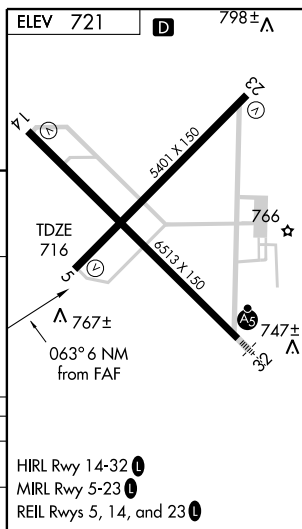 ELEV 721
D
798±
23
V
14
V
5401 X 150
TDZE
716
766
6513 X 150
5
V
767±
A5
747±
32
063° 6 NM
from FAF
HIRL Rwy 14-32 L
MIRL Rwy 5-23 L
REIL Rwys 5, 14, and 23 L